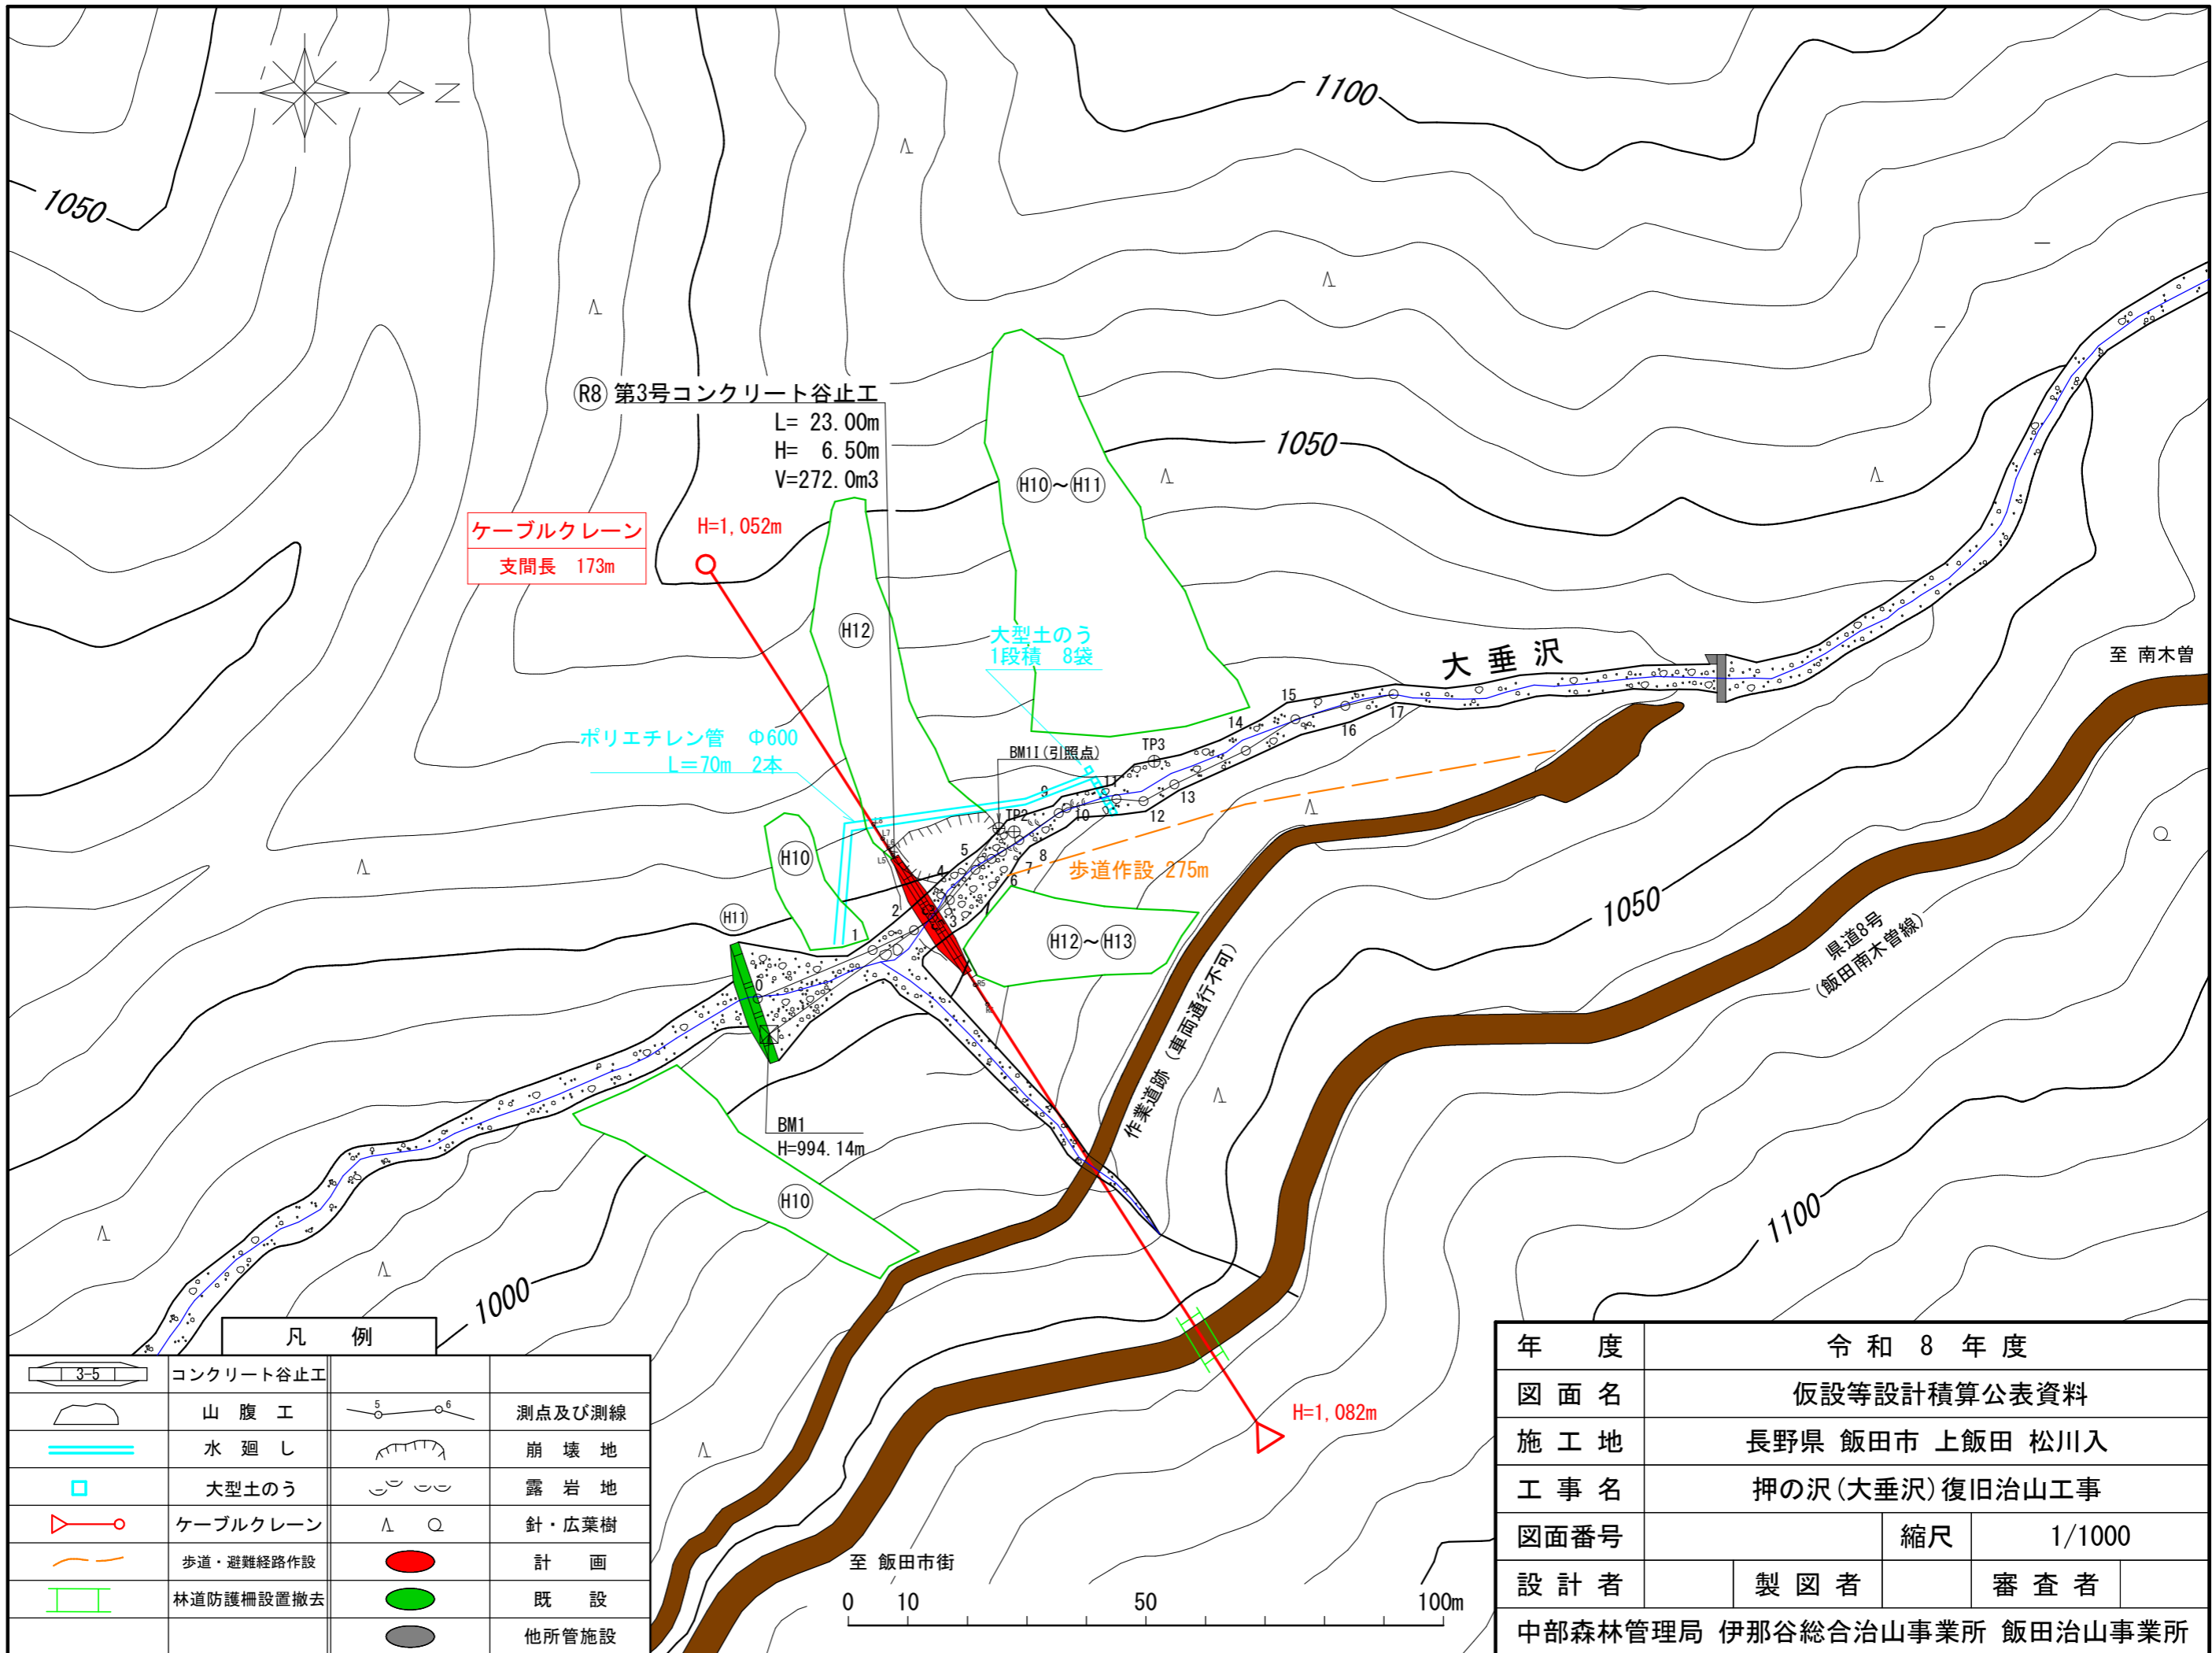 N
1050
1100
R8 第3号コンクリート谷止工
L= 23.00m
H= 6.50m
V=272.0m3
ケーブルクレーン
支間長 173m
H=1,052m
H10～H11
1050
H12
大型土のう
1段積 8袋
大垂沢
至 南木曽
ポリエチレン管 Φ600
L=70m 2本
BM1I(引照点)
TP3
TP2
15
14
17
16
13
12
11
10
9
8
7
6
5
4
3
2
1
0
L8
L7
L6
L5
R5
H10
歩道作設 275m
H11
H12～H13
1050
県道8号
(飯田南木曽線)
作業道跡(車両通行不可)
BM1
H=994.14m
H10
1100
1000
H=1,082m
至 飯田市街
0 10 50 100m
凡 例
3-5 コンクリート谷止工
山腹工 5 6 測点及び測線
水廻し 崩壊地
大型土のう 露岩地
ケーブルクレーン 針・広葉樹
歩道・避難経路作設 計画
林道防護柵設置撤去 既設
他所管施設
年度 令和 8 年度
図面名 仮設等設計積算公表資料
施工地 長野県 飯田市 上飯田 松川入
工事名 押の沢(大垂沢)復旧治山工事
図面番号 縮尺 1/1000
設計者 製図者 審査者
中部森林管理局 伊那谷総合治山事業所 飯田治山事業所